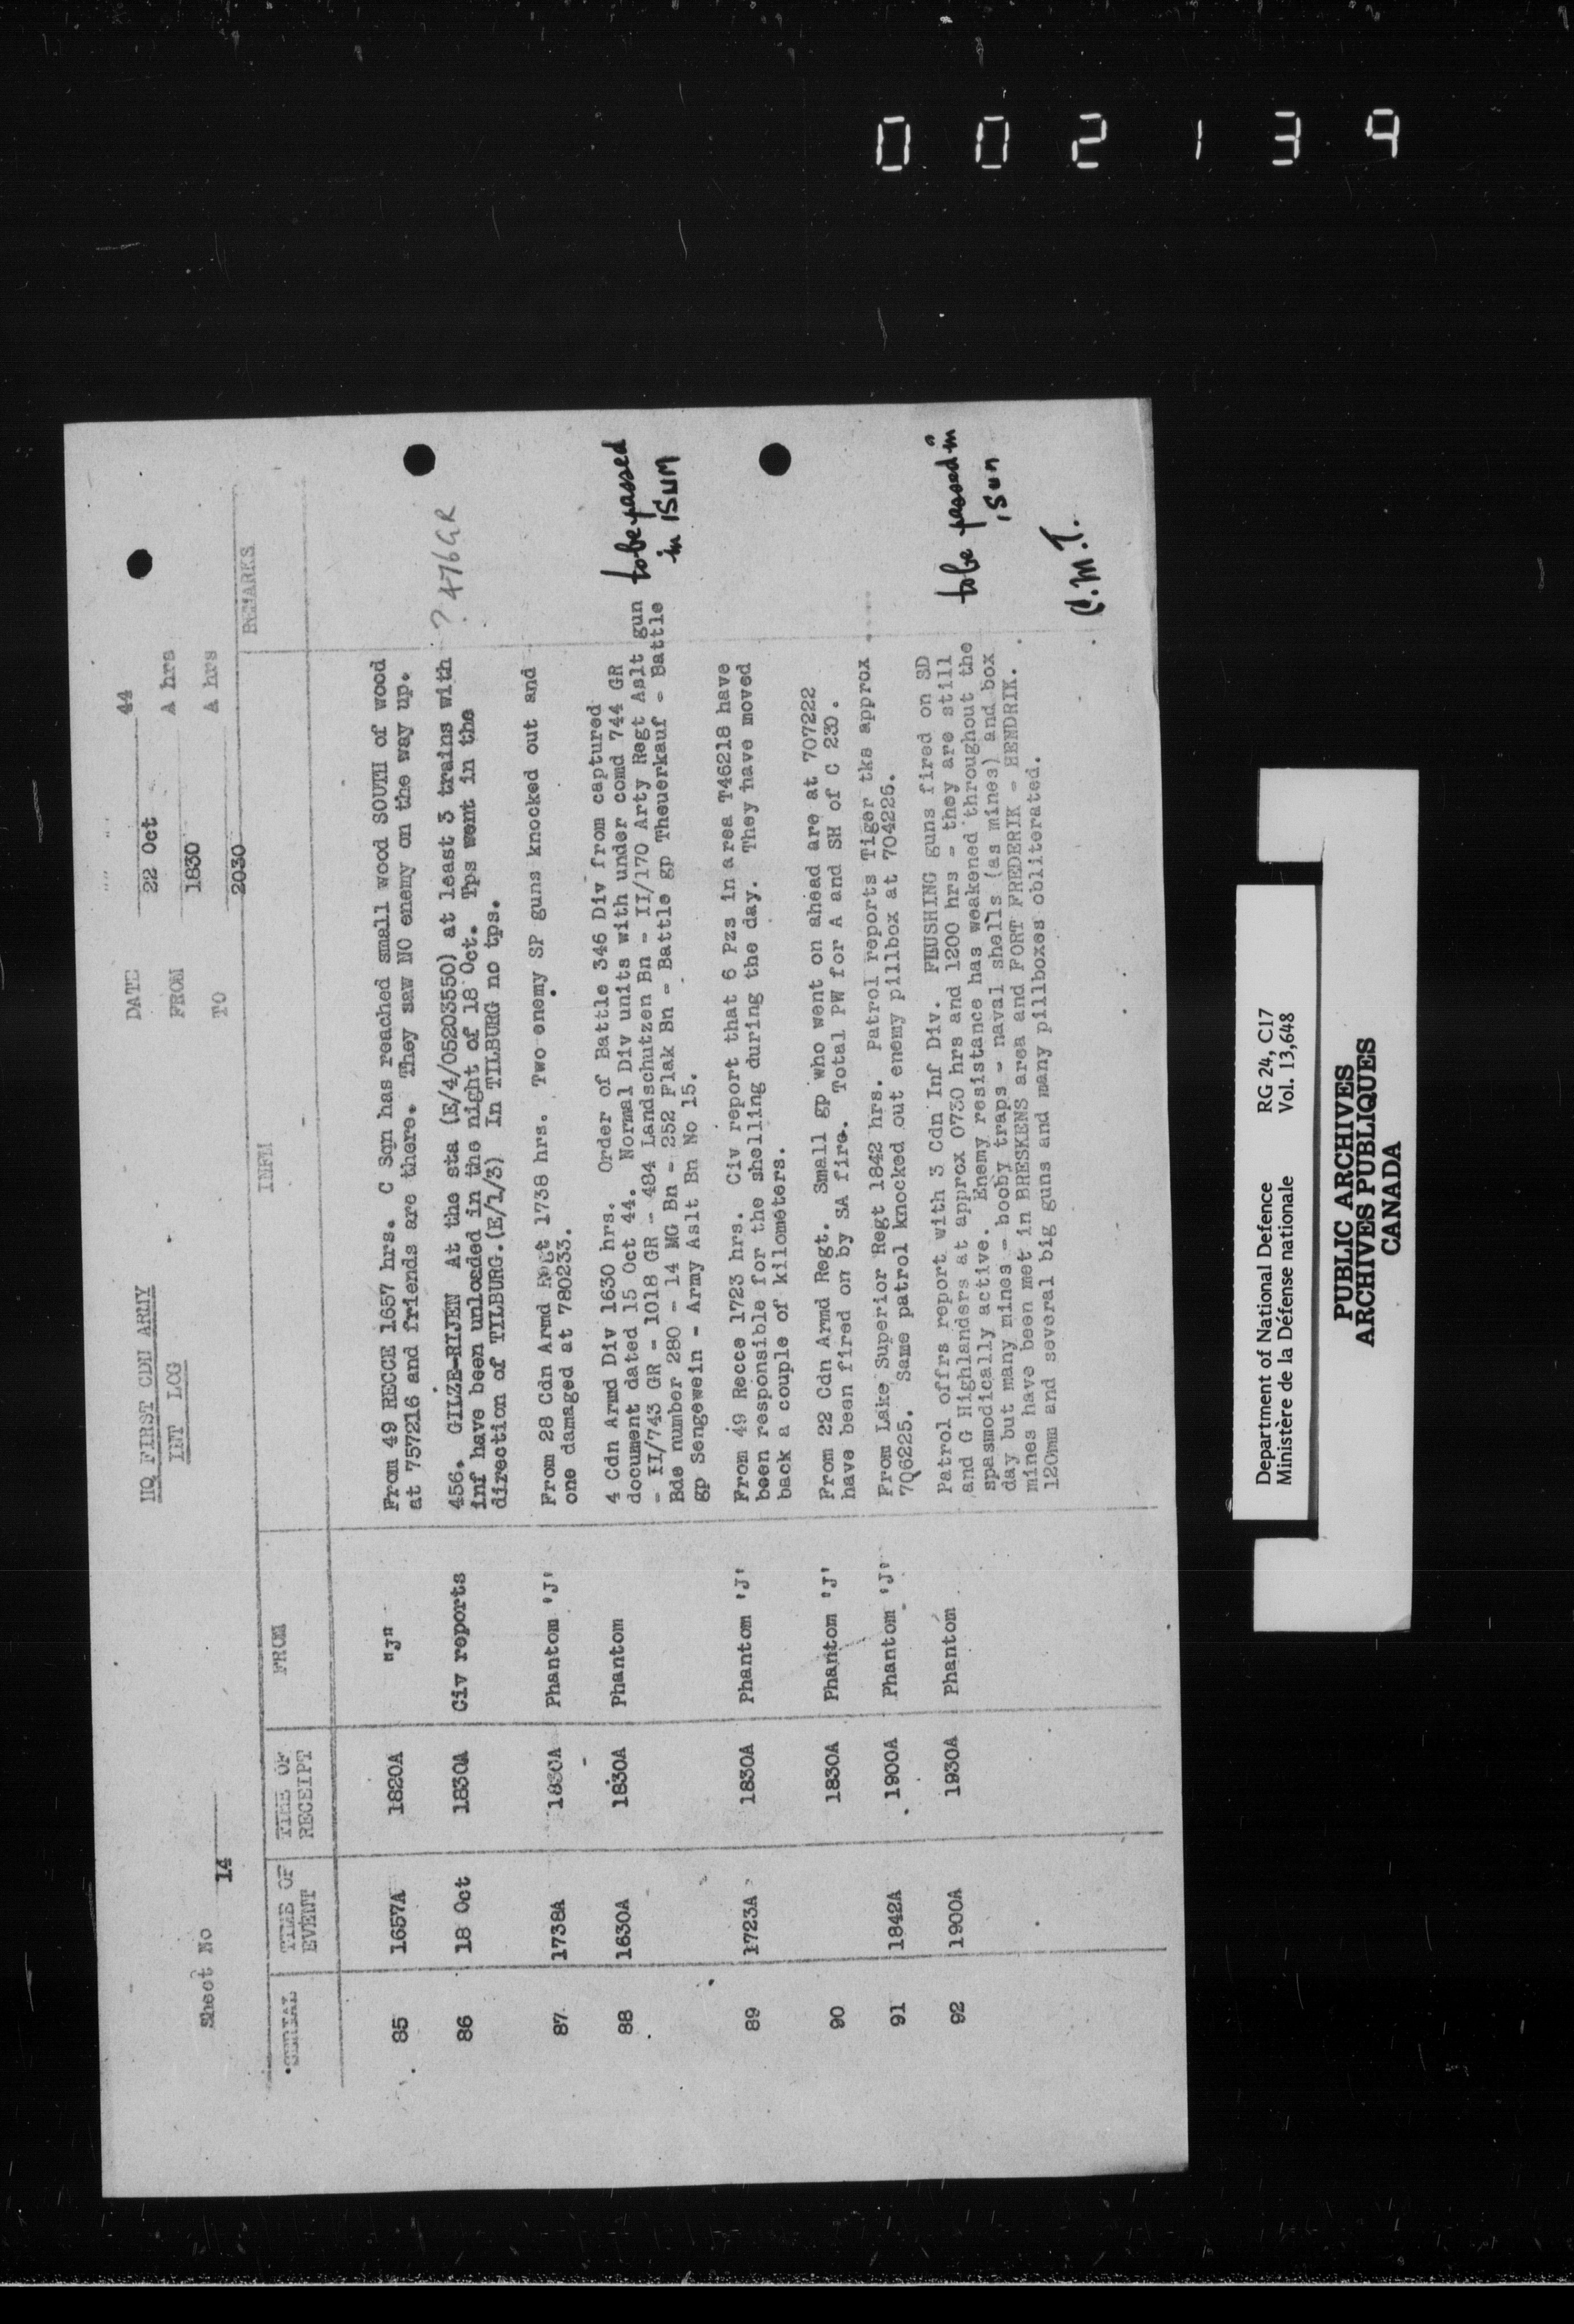 002134
HQ FIRST CDN ARMY
INT LOG
DATE 22 Oct 44
FROM 1830 A hrs
TO 2030 A hrs
Sheet No 14
SERIAL TIME OF EVENT TIME OF RECEIPT FROM INFM REMARKS
85 1657A 1820A "J" From 49 RECCE 1657 hrs. C Sqn has reached small wood SOUTH of wood
at 757216 and friends are there. They saw NO enemy on the way up.
86 18 Oct 1830A Civ reports 456. GILZE-RIJEN At the sta (E/4/05203550) at least 3 trains with ? 476 GR
inf have been unloaded in the night of 18 Oct. Tps went in the
direction of TILBURG.(E/1/3) In TILBURG no tps.
87 1738A 1830A Phantom 'J' From 28 Cdn Armd Regt 1738 hrs. Two enemy SP guns knocked out and
one damaged at 780233.
88 1630A 1830A Phantom 4 Cdn Armd Div 1630 hrs. Order of Battle 346 Div from captured to be passed
document dated 15 Oct 44. Normal Div units with under comd 744 GR in ISUM
- II/743 GR - 1018 GR - 484 Landschutzen Bn - II/170 Arty Regt Aslt gun
Bde number 280 - 14 MG Bn - 252 Flak Bn - Battle gp Theuerkauf - Battle
gp Sengewein - Army Aslt Bn No 15.
89 1723A 1830A Phantom 'J' From 49 Recce 1723 hrs. Civ report that 6 Pzs in area T46218 have
been responsible for the shelling during the day. They have moved
back a couple of kilometers.
90 1830A Phantom 'J' From 22 Cdn Armd Regt. Small gp who went on ahead are at 707222
have been fired on by SA fire. Total PW for A and SH of C 230.
91 1842A 1900A Phantom 'J' From Lake Superior Regt 1842 hrs. Patrol reports Tiger tks approx
706225. Same patrol knocked out enemy pillbox at 704226.
92 1900A 1930A Phantom Patrol offrs report with 3 Cdn Inf Div. FLUSHING guns fired on SD to be passed in
and G Highlanders at approx 0730 hrs and 1200 hrs - they are still ISUM
spasmodically active. Enemy resistance has weakened throughout the
day but many mines - booby traps - naval shells (as mines) and box
mines have been met in BRESKENS area and FORT FREDERIK - HENDRIK.
120mm and several big guns and many pillboxes obliterated.
C.M.T.
Department of National Defence RG 24, C17
Ministère de la Défense nationale Vol. 13,648
PUBLIC ARCHIVES
ARCHIVES PUBLIQUES
CANADA